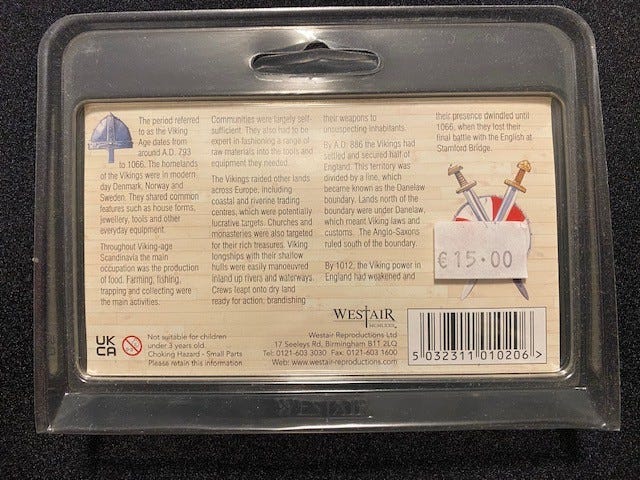 The period referred
to as the Viking
Age dates from
around A.D. 793
to 1066. The homelands
of the Vikings were in modern
day Denmark, Norway and
Sweden. They shared common
features such as house forms,
jewellery, tools and other
everyday equipment.
Throughout Viking-age
Scandinavia the main
occupation was the production
of food. Farming, fishing,
trapping and collecting were
the main activities.
Communities were largely self-
sufficient. They also had to be
expert in fashioning a range of
raw materials into the tools and
equipment they needed.
The Vikings raided other lands
across Europe, including
coastal and riverine trading
centres, which were potentially
lucrative targets. Churches and
monasteries were also targeted
for their rich treasures. Viking
longships with their shallow
hulls were easily manoeuvred
inland up rivers and waterways.
Crews leapt onto dry land
ready for action, brandishing
their weapons to
unsuspecting inhabitants.
By A.D. 886 the Vikings had
settled and secured half of
England. This territory was
divided by a line, which
became known as the Danelaw
boundary. Lands north of the
boundary were under Danelaw,
which meant Viking laws and
customs. The Anglo-Saxons
ruled south of the boundary.
By 1012, the Viking power in
England had weakened and
their presence dwindled until
1066, when they lost their
final battle with the English at
Stamford Bridge.
€15.00
UK
CA
Not suitable for children
under 3 years old.
Choking Hazard - Small Parts
Please retain this information
WESTAIR
MCMLXXX
Westair Reproductions Ltd
17 Seeleys Rd, Birmingham B11 2LQ
Tel: 0121-603 3030 Fax: 0121-603 1600
Web: www.westair-reproductions.com
5 032311 010206 >
WESTAIR